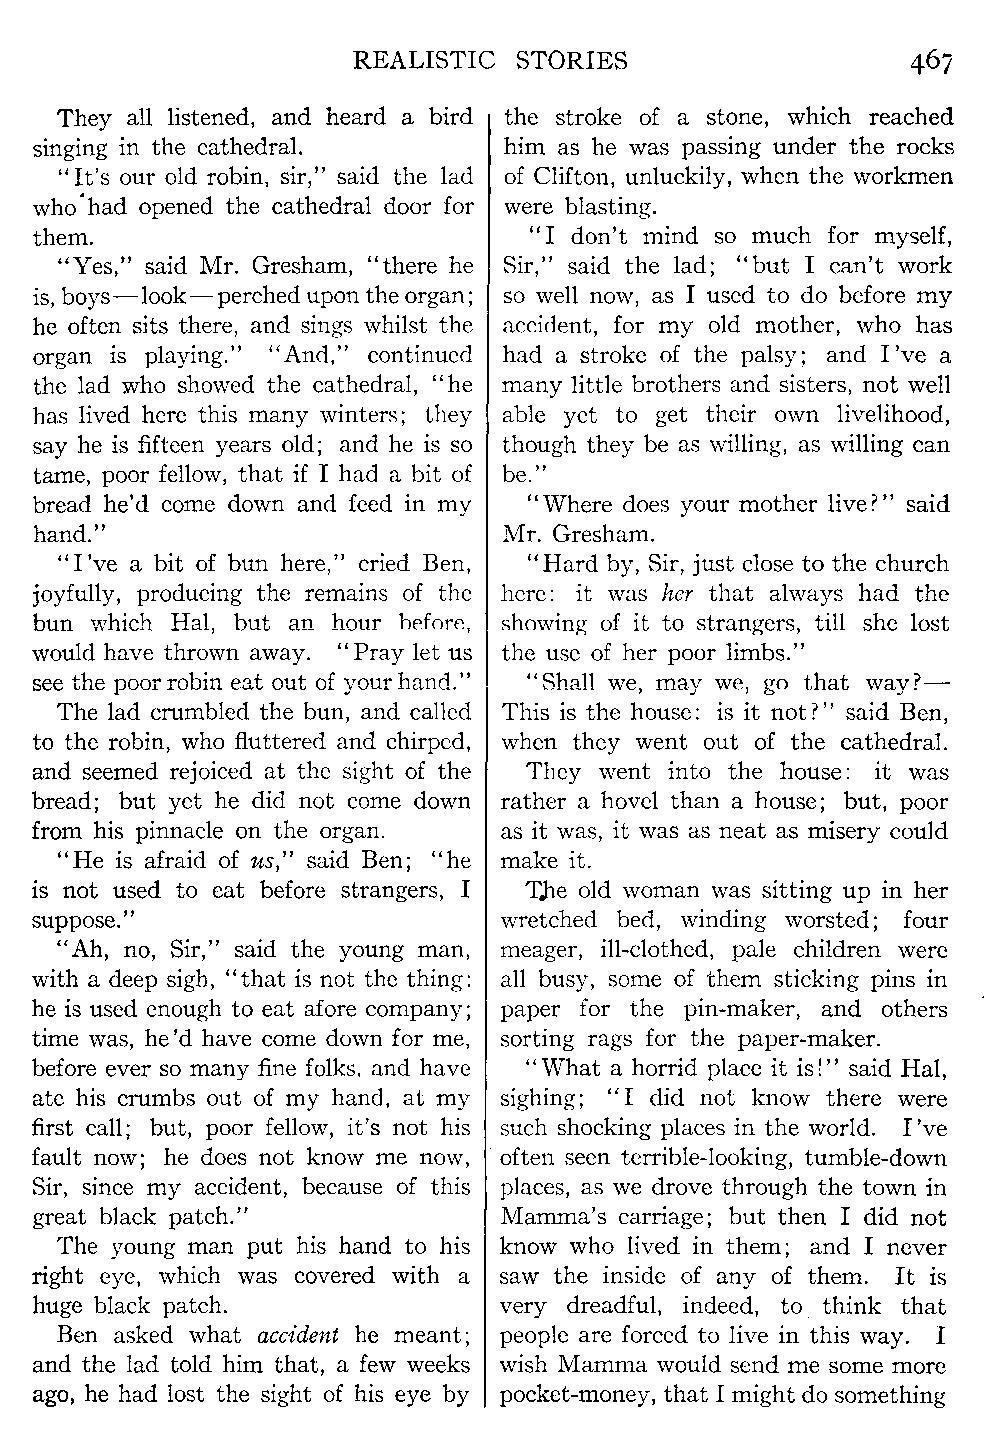 REALISTIC STORIES 467
They all listened, and heard a bird
singing in the cathedral.
"It's our old robin, sir," said the lad
who had opened the cathedral door for
them.
"Yes," said Mr. Gresham, "there he
is, boys—look—perched upon the organ;
he often sits there, and sings whilst the
organ is playing." "And," continued
the lad who showed the cathedral, "he
has lived here this many winters; they
say he is fifteen years old; and he is so
tame, poor fellow, that if I had a bit of
bread he'd come down and feed in my
hand."
"I've a bit of bun here," cried Ben,
joyfully, producing the remains of the
bun which Hal, but an hour before,
would have thrown away. "Pray let us
see the poor robin eat out of your hand."
The lad crumbled the bun, and called
to the robin, who fluttered and chirped,
and seemed rejoiced at the sight of the
bread; but yet he did not come down
from his pinnacle on the organ.
"He is afraid of us," said Ben; "he
is not used to eat before strangers, I
suppose."
"Ah, no, Sir," said the young man,
with a deep sigh, "that is not the thing:
he is used enough to eat afore company;
time was, he'd have come down for me,
before ever so many fine folks, and have
ate his crumbs out of my hand, at my
first call; but, poor fellow, it's not his
fault now; he does not know me now,
Sir, since my accident, because of this
great black patch."
The young man put his hand to his
right eye, which was covered with a
huge black patch.
Ben asked what accident he meant;
and the lad told him that, a few weeks
ago, he had lost the sight of his eye by
the stroke of a stone, which reached
him as he was passing under the rocks
of Clifton, unluckily, when the workmen
were blasting.
"I don't mind so much for myself,
Sir," said the lad; "but I can't work
so well now, as I used to do before my
accident, for my old mother, who has
had a stroke of the palsy; and I've a
many little brothers and sisters, not well
able yet to get their own livelihood,
though they be as willing, as willing can
be."
"Where does your mother live?" said
Mr. Gresham.
"Hard by, Sir, just close to the church
here: it was her that always had the
showing of it to strangers, till she lost
the use of her poor limbs."
"Shall we, may we, go that way?—
This is the house: is it not?" said Ben,
when they went out of the cathedral.
They went into the house: it was
rather a hovel than a house; but, poor
as it was, it was as neat as misery could
make it.
The old woman was sitting up in her
wretched bed, winding worsted; four
meager, ill-clothed, pale children were
all busy, some of them sticking pins in
paper for the pin-maker, and others
sorting rags for the paper-maker.
"What a horrid place it is!" said Hal,
sighing; "I did not know there were
such shocking places in the world. I've
often seen terrible-looking, tumble-down
places, as we drove through the town in
Mamma's carriage; but then I did not
know who lived in them; and I never
saw the inside of any of them. It is
very dreadful, indeed, to think that
people are forced to live in this way. I
wish Mamma would send me some more
pocket-money, that I might do something